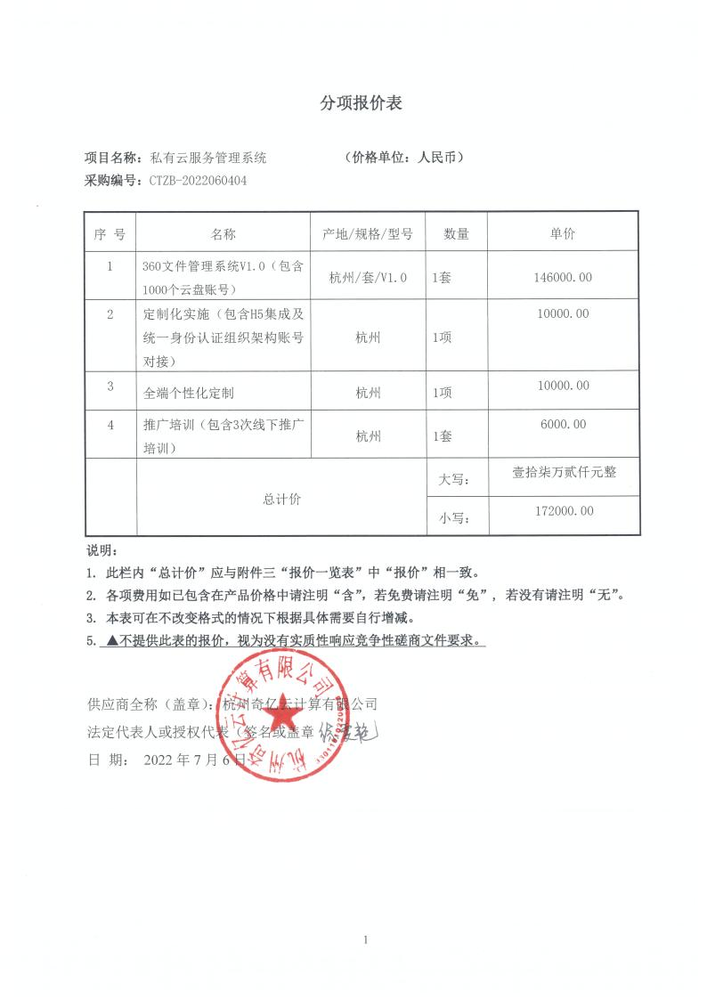 分项报价表
项目名称：私有云服务管理系统 （价格单位：人民币）
采购编号：CTZB-2022060404
序 号 名称 产地/规格/型号 数量 单价
1 360文件管理系统V1.0（包含 杭州/套/V1.0 1套 146000.00
1000个云盘账号）
2 定制化实施（包含H5集成及 10000.00
统一身份认证组织架构账号 杭州 1项
对接）
3 全端个性化定制 杭州 1项 10000.00
4 推广培训（包含3次线下推广 杭州 1套 6000.00
培训）
总计价 大写： 壹拾柒万贰仟元整
小写： 172000.00
说明：
1. 此栏内“总计价”应与附件三“报价一览表”中“报价”相一致。
2. 各项费用如已包含在产品价格中请注明“含”，若免费请注明“免”，若没有请注明“无”。
3. 本表可在不改变格式的情况下根据具体需要自行增减。
5. ▲不提供此表的报价，视为没有实质性响应竞争性磋商文件要求。
供应商全称（盖章）：杭州奇亿云计算有限公司
法定代表人或授权代表（签名或盖章
日 期： 2022 年 7 月 6 日
杭州奇亿云计算有限公司
1